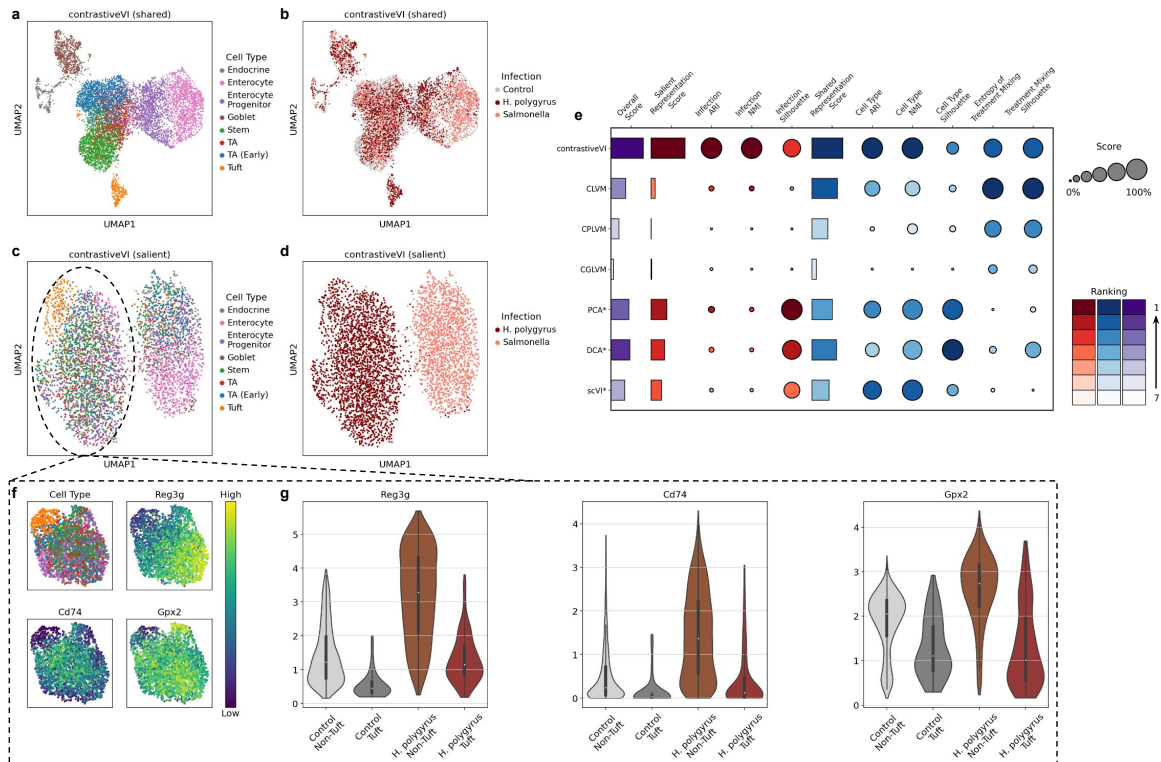 a
contrastiveVI (shared)
UMAP2
UMAP1
Cell Type
Endocrine
Enterocyte
Enterocyte
Progenitor
Goblet
Stem
TA
TA (Early)
Tuft
b
contrastiveVI (shared)
UMAP2
UMAP1
Infection
Control
H. polygyrus
Salmonella
c
contrastiveVI (salient)
UMAP2
UMAP1
Cell Type
Endocrine
Enterocyte
Enterocyte
Progenitor
Goblet
Stem
TA
TA (Early)
Tuft
d
contrastiveVI (salient)
UMAP2
UMAP1
Infection
H. polygyrus
Salmonella
e
Overall
Score
Salient
Representation
Score
Infection
ARI
Infection
NMI
Infection
Silhouette
Shared
Representation
Score
Cell Type
ARI
Cell Type
NMI
Cell Type
Silhouette
Entropy of
Treatment Mixing
Treatment Mixing
Silhouette
contrastiveVI
CLVM
CPLVM
CGLVM
PCA*
DCA*
scVI*
Score
0%
100%
Ranking
1
7
f
Cell Type
Reg3g
High
Cd74
Gpx2
Low
g
Reg3g
5
4
3
2
1
0
Control
Non-Tuft
Control
Tuft
H. polygyrus
Non-Tuft
H. polygyrus
Tuft
Cd74
4
3
2
1
0
Control
Non-Tuft
Control
Tuft
H. polygyrus
Non-Tuft
H. polygyrus
Tuft
Gpx2
4
3
2
1
0
Control
Non-Tuft
Control
Tuft
H. polygyrus
Non-Tuft
H. polygyrus
Tuft